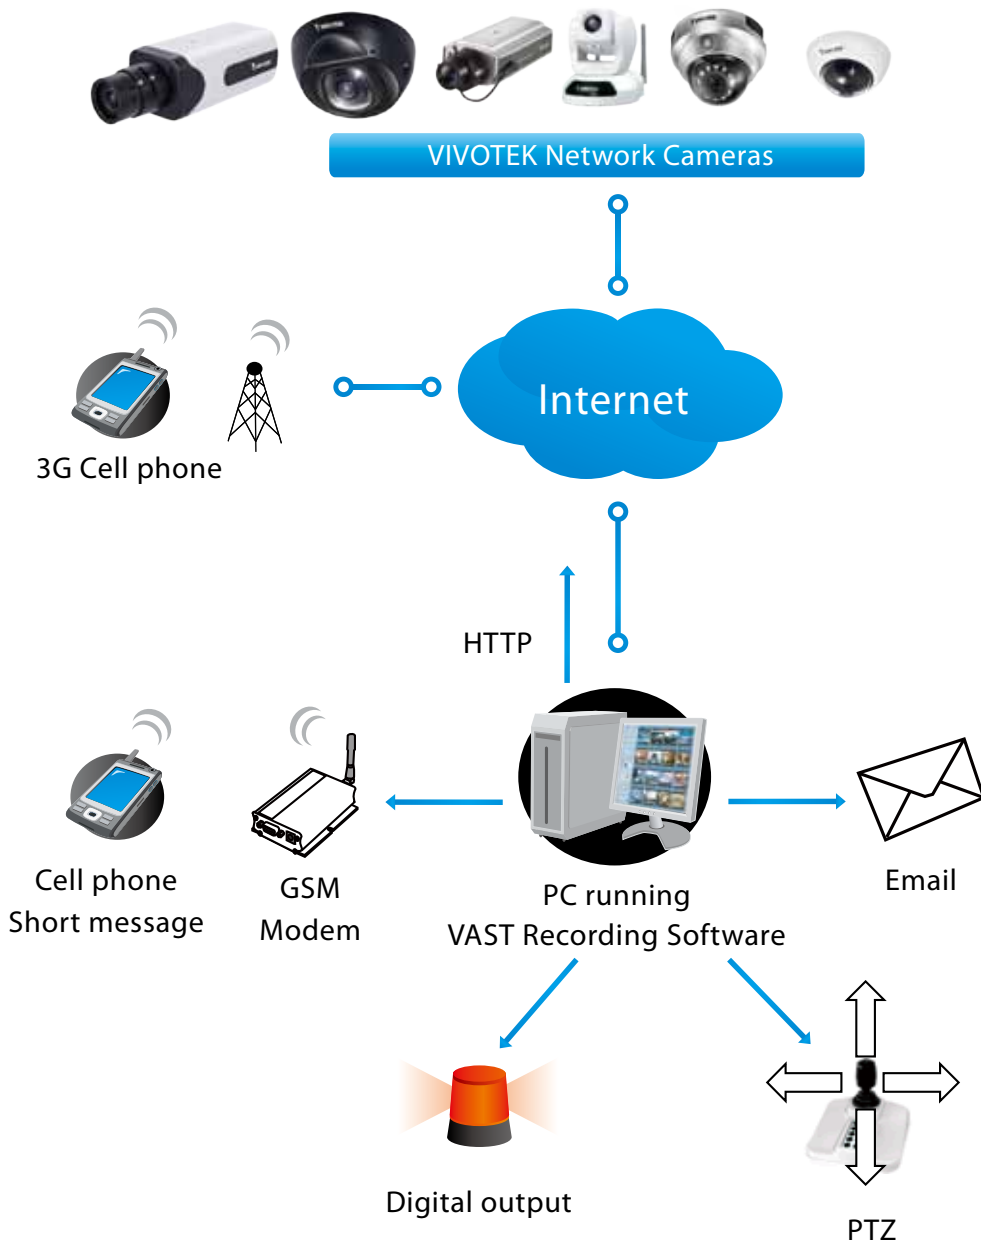 VIVOTEK Network Cameras
Internet
3G Cell phone
HTTP
Cell phone
Short message
GSM
Modem
PC running
VAST Recording Software
Email
Digital output
PTZ